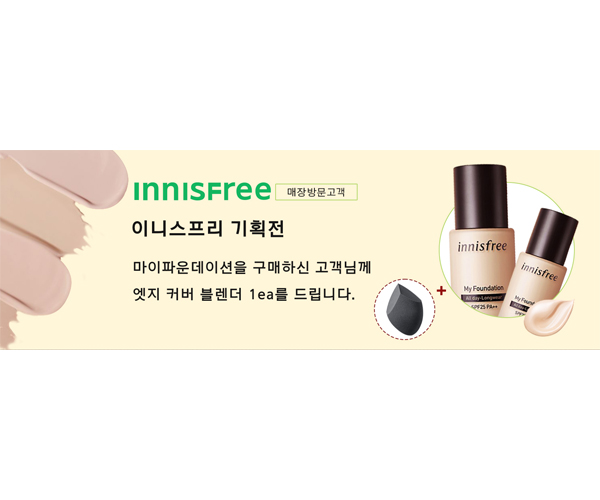 innisfree 매장방문고객
이니스프리 기획전
마이파운데이션을 구매하신 고객님께
엣지 커버 블렌더 1ea를 드립니다.
+
innisfree
My Foundation
All day-Longwear
SPF25 PA++
innisfree
My Foundation